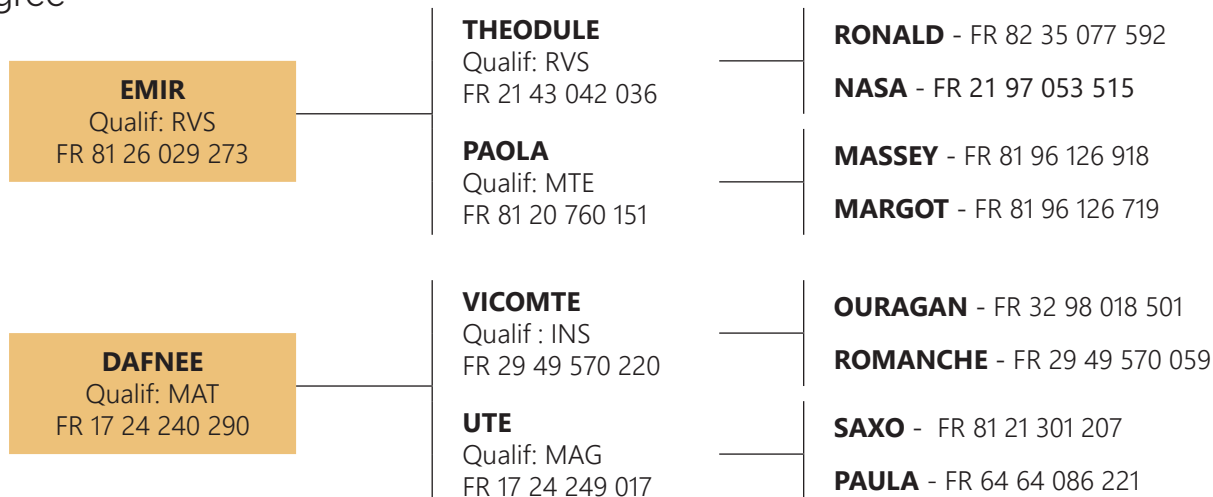 gree
EMIR
Qualif: RVS
FR 81 26 029 273
THEODULE
Qualif: RVS
FR 21 43 042 036
RONALD - FR 82 35 077 592
NASA - FR 21 97 053 515
PAOLA
Qualif: MTE
FR 81 20 760 151
MASSEY - FR 81 96 126 918
MARGOT - FR 81 96 126 719
DAFNEE
Qualif: MAT
FR 17 24 240 290
VICOMTE
Qualif : INS
FR 29 49 570 220
OURAGAN - FR 32 98 018 501
ROMANCHE - FR 29 49 570 059
UTE
Qualif: MAG
FR 17 24 249 017
SAXO - FR 81 21 301 207
PAULA - FR 64 64 086 221